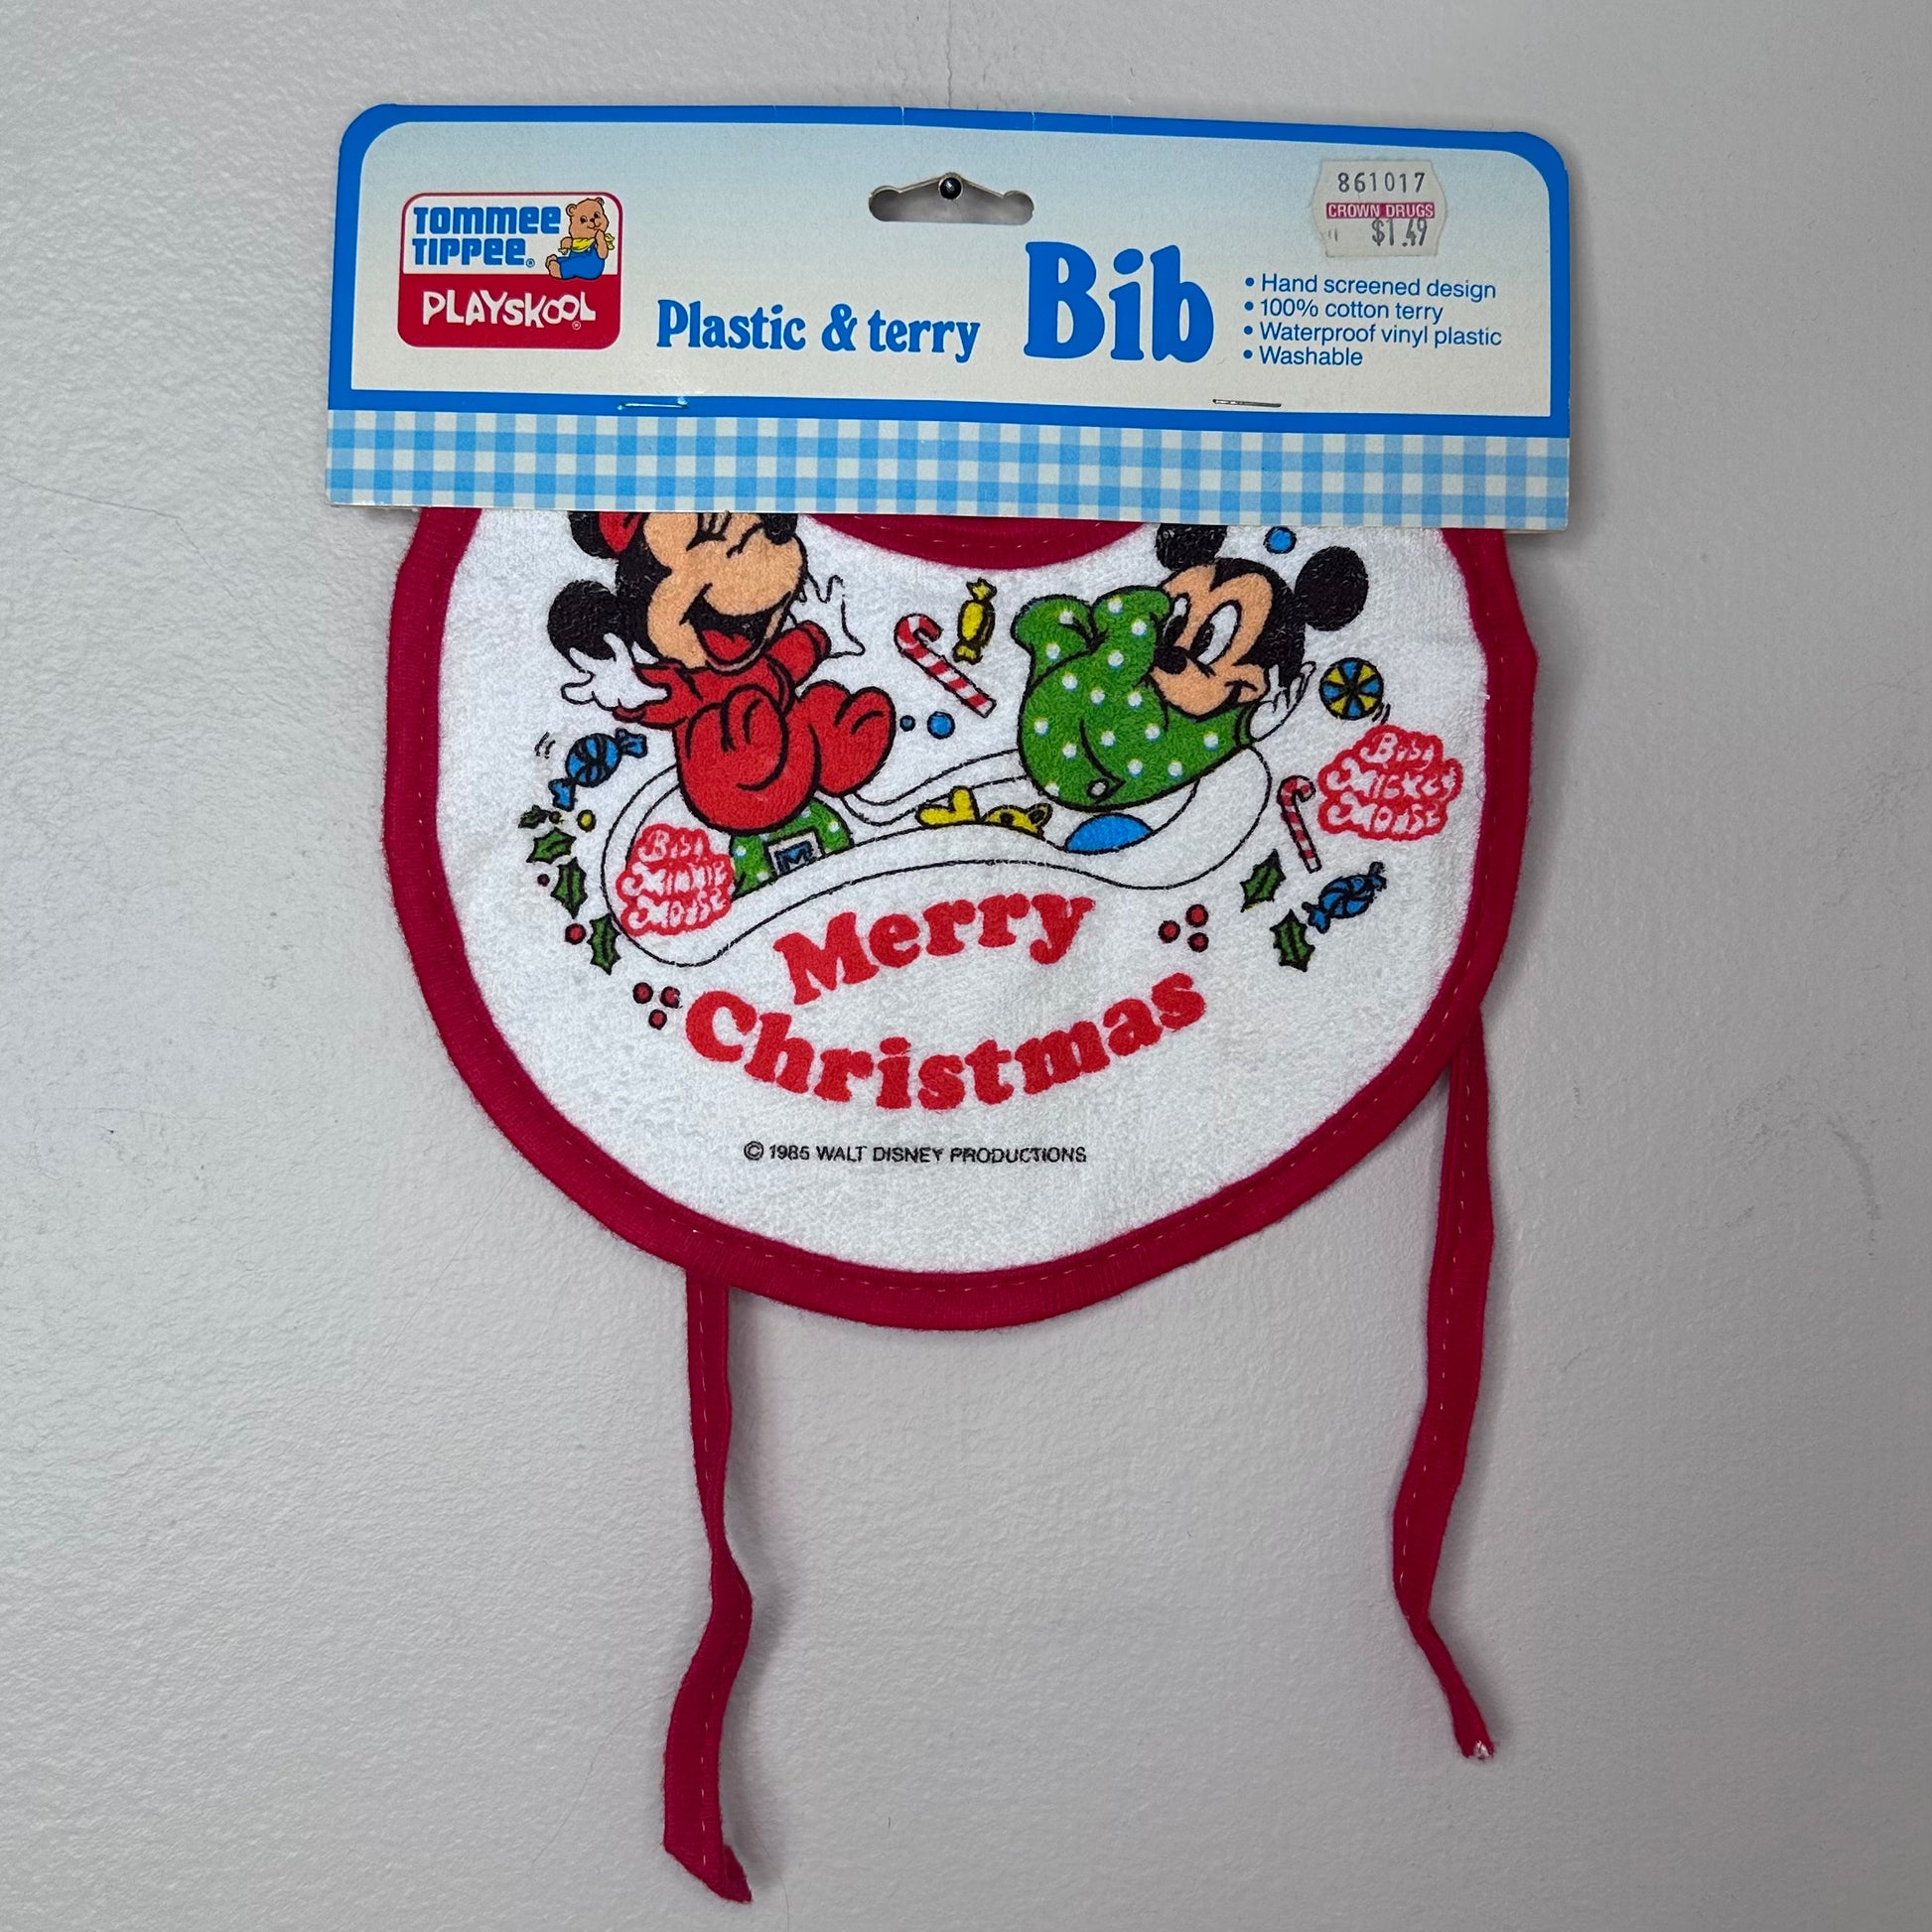 861017
CROWN DRUGS
$1.49
TOMMEE
TIPPEE®
PLAYSKOOL®
Plastic & terry Bib
• Hand screened design
• 100% cotton terry
• Waterproof vinyl plastic
• Washable
Baby
Mickey
Mouse
Baby
Minnie
Mouse
M
Merry
Christmas
© 1985 WALT DISNEY PRODUCTIONS